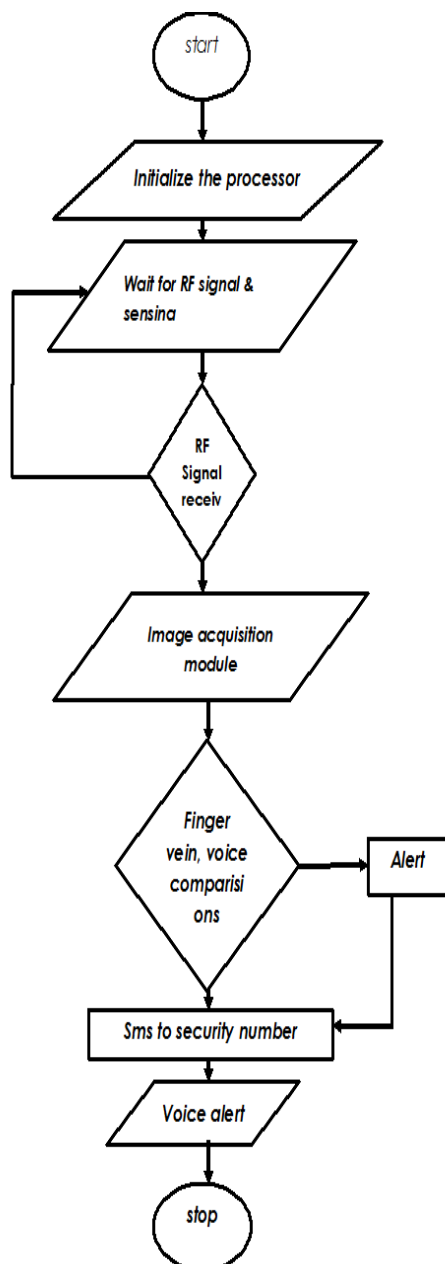 start
Initialize the processor
Wait for RF signal &
sensina
RF
Signal
receiv
Image acquisition
module
Finger
vein, voice
comparisi
ons
Alert
Sms to security number
Voice alert
stop